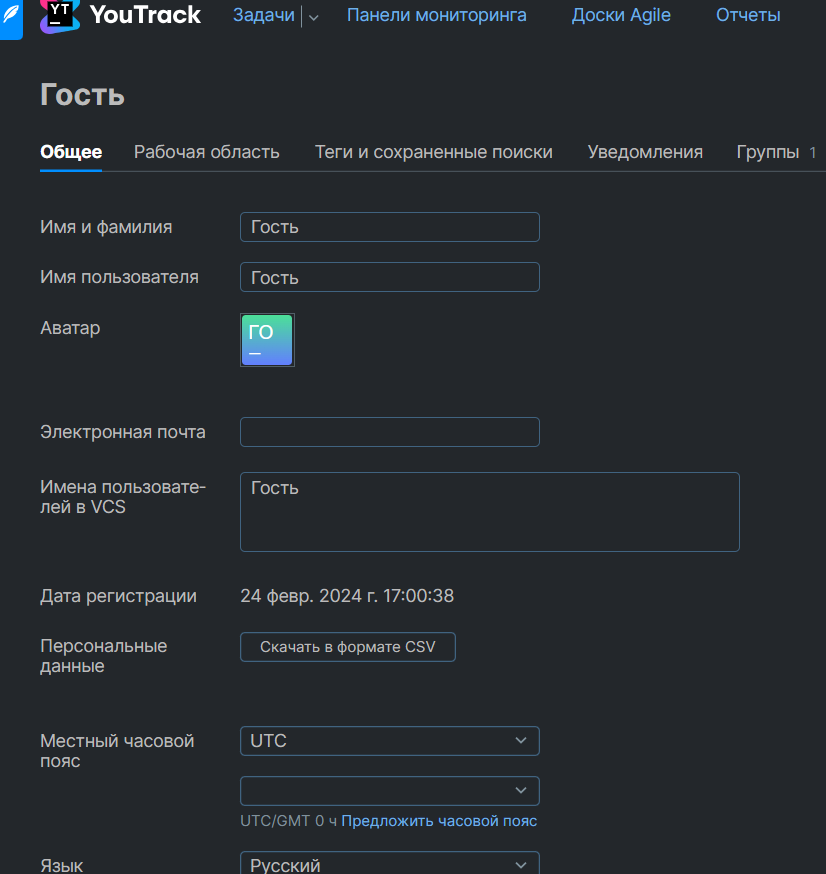 YT YouTrack Задачи Панели мониторинга Доски Agile Отчеты
Гость
Общее Рабочая область Теги и сохраненные поиски Уведомления Группы 1
Имя и фамилия Гость
Имя пользователя Гость
Аватар ГО
Электронная почта
Имена пользовате-
лей в VCS
Гость
Дата регистрации 24 февр. 2024 г. 17:00:38
Персональные
данные
Скачать в формате CSV
Местный часовой
пояс
UTC
UTC/GMT 0 ч Предложить часовой пояс
Язык Русский